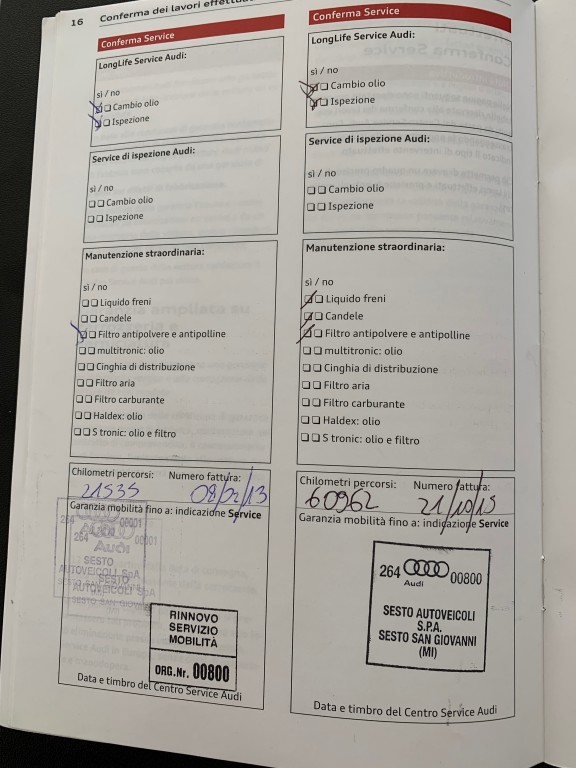 16 Conferma dei lavori
Conferma Service
LongLife Service Audi:
sì / no
Cambio olio
Ispezione
Service di ispezione Audi:
sì / no
Cambio olio
Ispezione
Manutenzione straordinaria:
sì / no
Liquido freni
Candele
Filtro antipolvere e antipolline
multitronic: olio
Cinghia di distribuzione
Filtro aria
Filtro carburante
Haldex: olio
S tronic: olio e filtro
Chilometri percorsi: Numero fattura:
21535
Garanzia mobilità fino a: indicazione Service
264
Audi
SESTO
AUTOVEICOLI SpA
RINNOVO
SERVIZIO
MOBILITÀ
ORG.Nr. 00800
Data e timbro del Centro Service Audi
Conferma Service
LongLife Service Audi:
sì / no
Cambio olio
Ispezione
Service di ispezione Audi:
sì / no
Cambio olio
Ispezione
Manutenzione straordinaria:
sì / no
Liquido freni
Candele
Filtro antipolvere e antipolline
multitronic: olio
Cinghia di distribuzione
Filtro aria
Filtro carburante
Haldex: olio
S tronic: olio e filtro
Chilometri percorsi: Numero fattura:
60962 21/10/15
Garanzia mobilità fino a: indicazione Service
264 00800
Audi
SESTO AUTOVEICOLI
S.P.A.
SESTO SAN GIOVANNI
(MI)
Data e timbro del Centro Service Audi